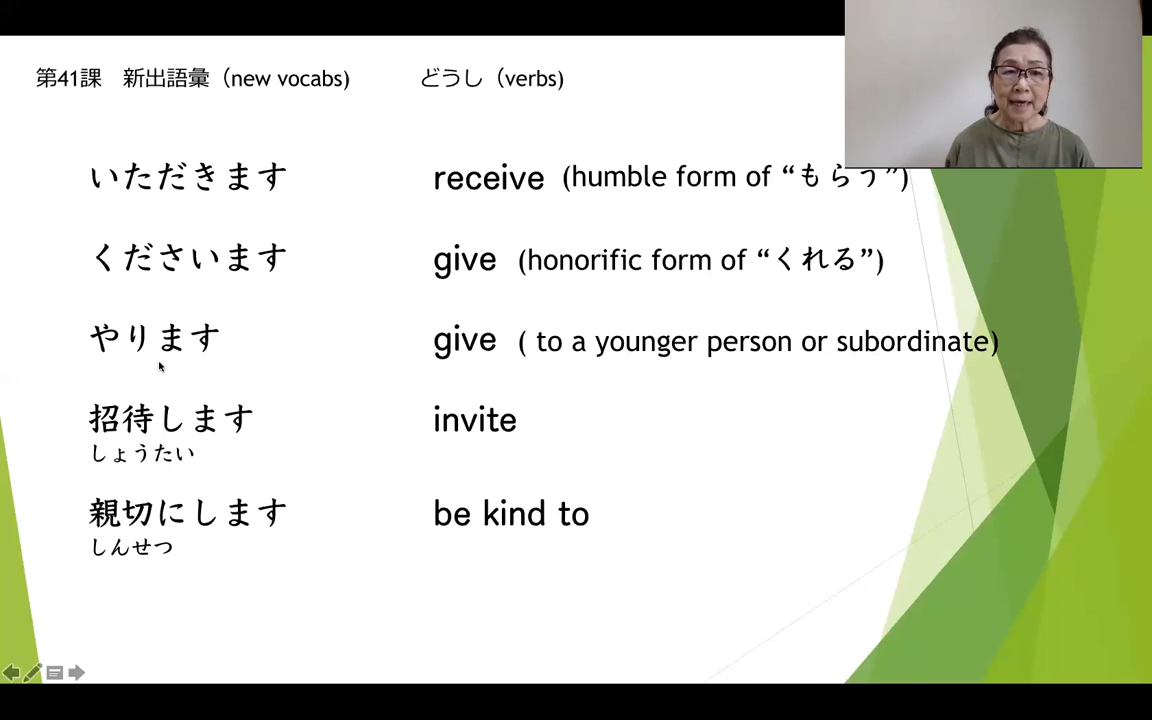 第41課　新出語彙（new vocabs)　どうし（verbs)
いただきます　receive (humble form of “もらう”)
くださいます　give (honorific form of “くれる”)
やります　give ( to a younger person or subordinate)
招待します　invite
しょうたい
親切にします　be kind to
しんせつ